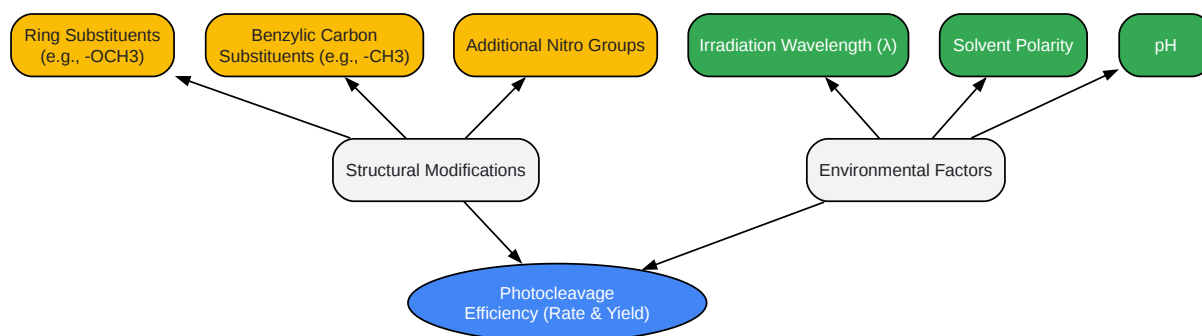 Ring Substituents
(e.g., -OCH3)
Benzylic Carbon
Substituents (e.g., -CH3)
Additional Nitro Groups
Irradiation Wavelength (λ)
Solvent Polarity
pH
Structural Modifications
Environmental Factors
Photocleavage
Efficiency (Rate & Yield)